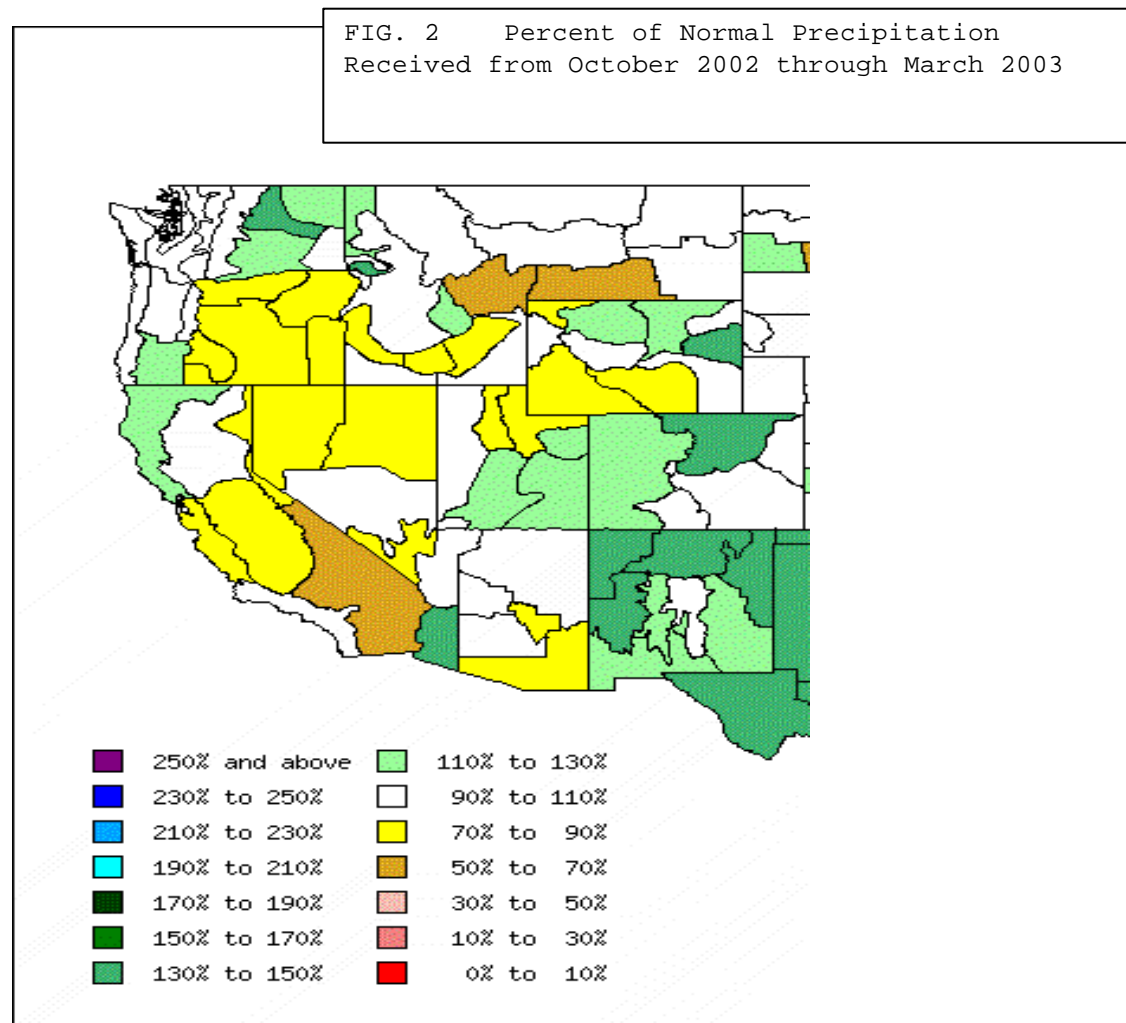 FIG. 2    Percent of Normal Precipitation
Received from October 2002 through March 2003
250% and above
230% to 250%
210% to 230%
190% to 210%
170% to 190%
150% to 170%
130% to 150%
110% to 130%
90% to 110%
70% to 90%
50% to 70%
30% to 50%
10% to 30%
0% to 10%